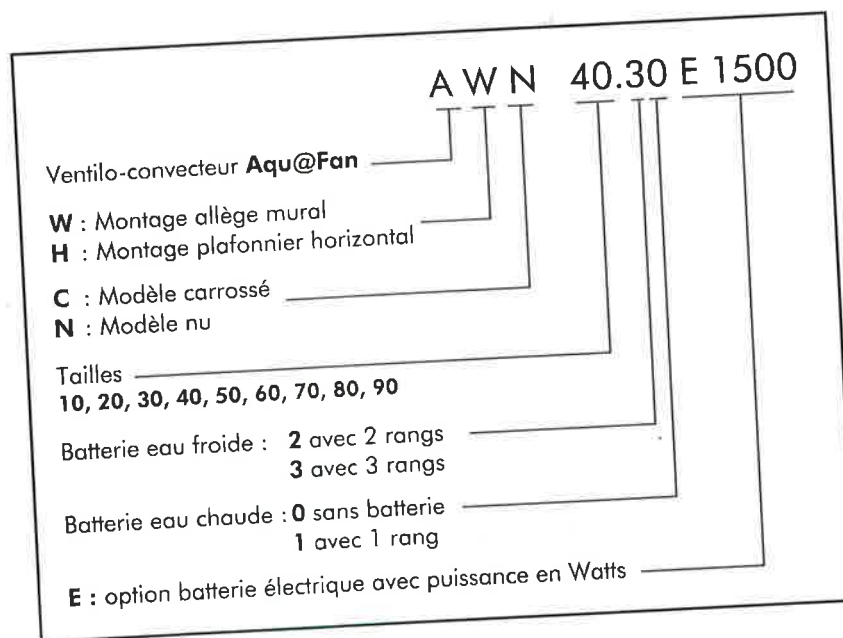 A W N 40.30 E 1500
Ventilo-convecteur Aqu@Fan
W : Montage allège mural
H : Montage plafonnier horizontal
C : Modèle carrossé
N : Modèle nu
Tailles
10, 20, 30, 40, 50, 60, 70, 80, 90
Batterie eau froide : 2 avec 2 rangs
3 avec 3 rangs
Batterie eau chaude : 0 sans batterie
1 avec 1 rang
E : option batterie électrique avec puissance en Watts